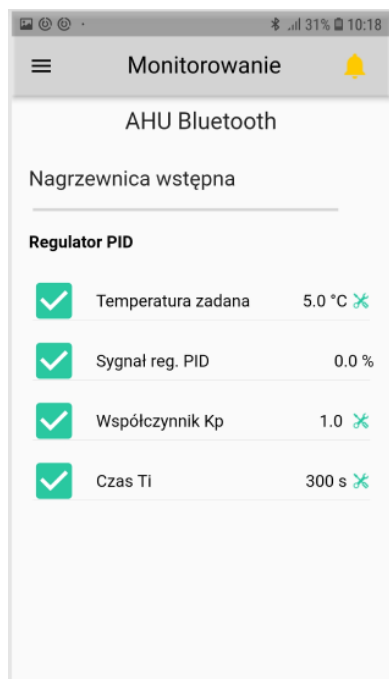 31% 10:18
Monitorowanie
AHU Bluetooth
Nagrzewnica wstępna
Regulator PID
Temperatura zadana 5.0 °C
Sygnał reg. PID 0.0 %
Współczynnik Kp 1.0
Czas Ti 300 s